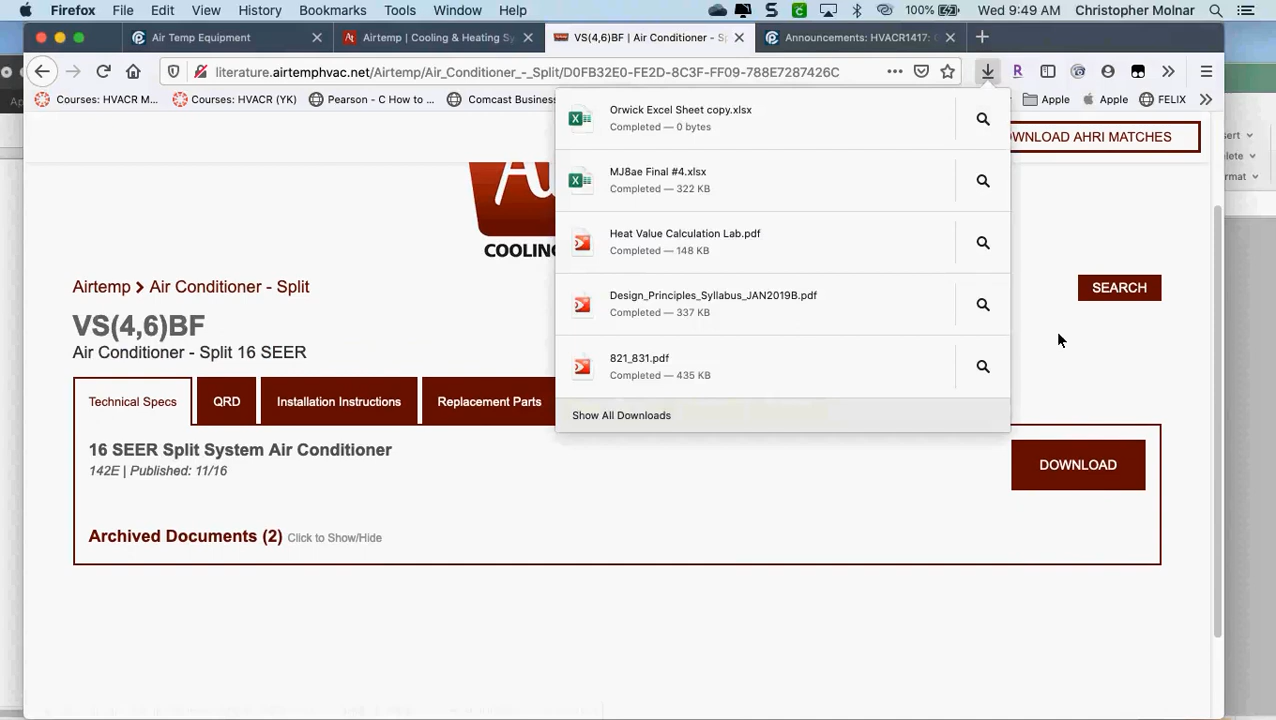 Firefox File Edit View History Bookmarks Tools Window Help 100% Wed 9:49 AM Christopher Molnar
Air Temp Equipment
Airtemp | Cooling & Heating Sy
VS(4,6)BF | Air Conditioner - Sp
Announcements: HVACR1417: C
literature.airtemphvac.net/Airtemp/Air_Conditioner_-_Split/D0FB32E0-FE2D-8C3F-FF09-788E7287426C
Courses: HVACR M... Courses: HVACR (YK) Pearson - C How to ... Comcast Business Apple Apple FELIX
Orwick Excel Sheet copy.xlsx
Completed — 0 bytes
MJ8ae Final #4.xlsx
Completed — 322 KB
Heat Value Calculation Lab.pdf
Completed — 148 KB
Design_Principles_Syllabus_JAN2019B.pdf
Completed — 337 KB
821_831.pdf
Completed — 435 KB
Show All Downloads
OWNLOAD AHRI MATCHES
At
COOLING
Airtemp > Air Conditioner - Split
SEARCH
VS(4,6)BF
Air Conditioner - Split 16 SEER
Technical Specs QRD Installation Instructions Replacement Parts
16 SEER Split System Air Conditioner
142E | Published: 11/16
DOWNLOAD
Archived Documents (2) Click to Show/Hide